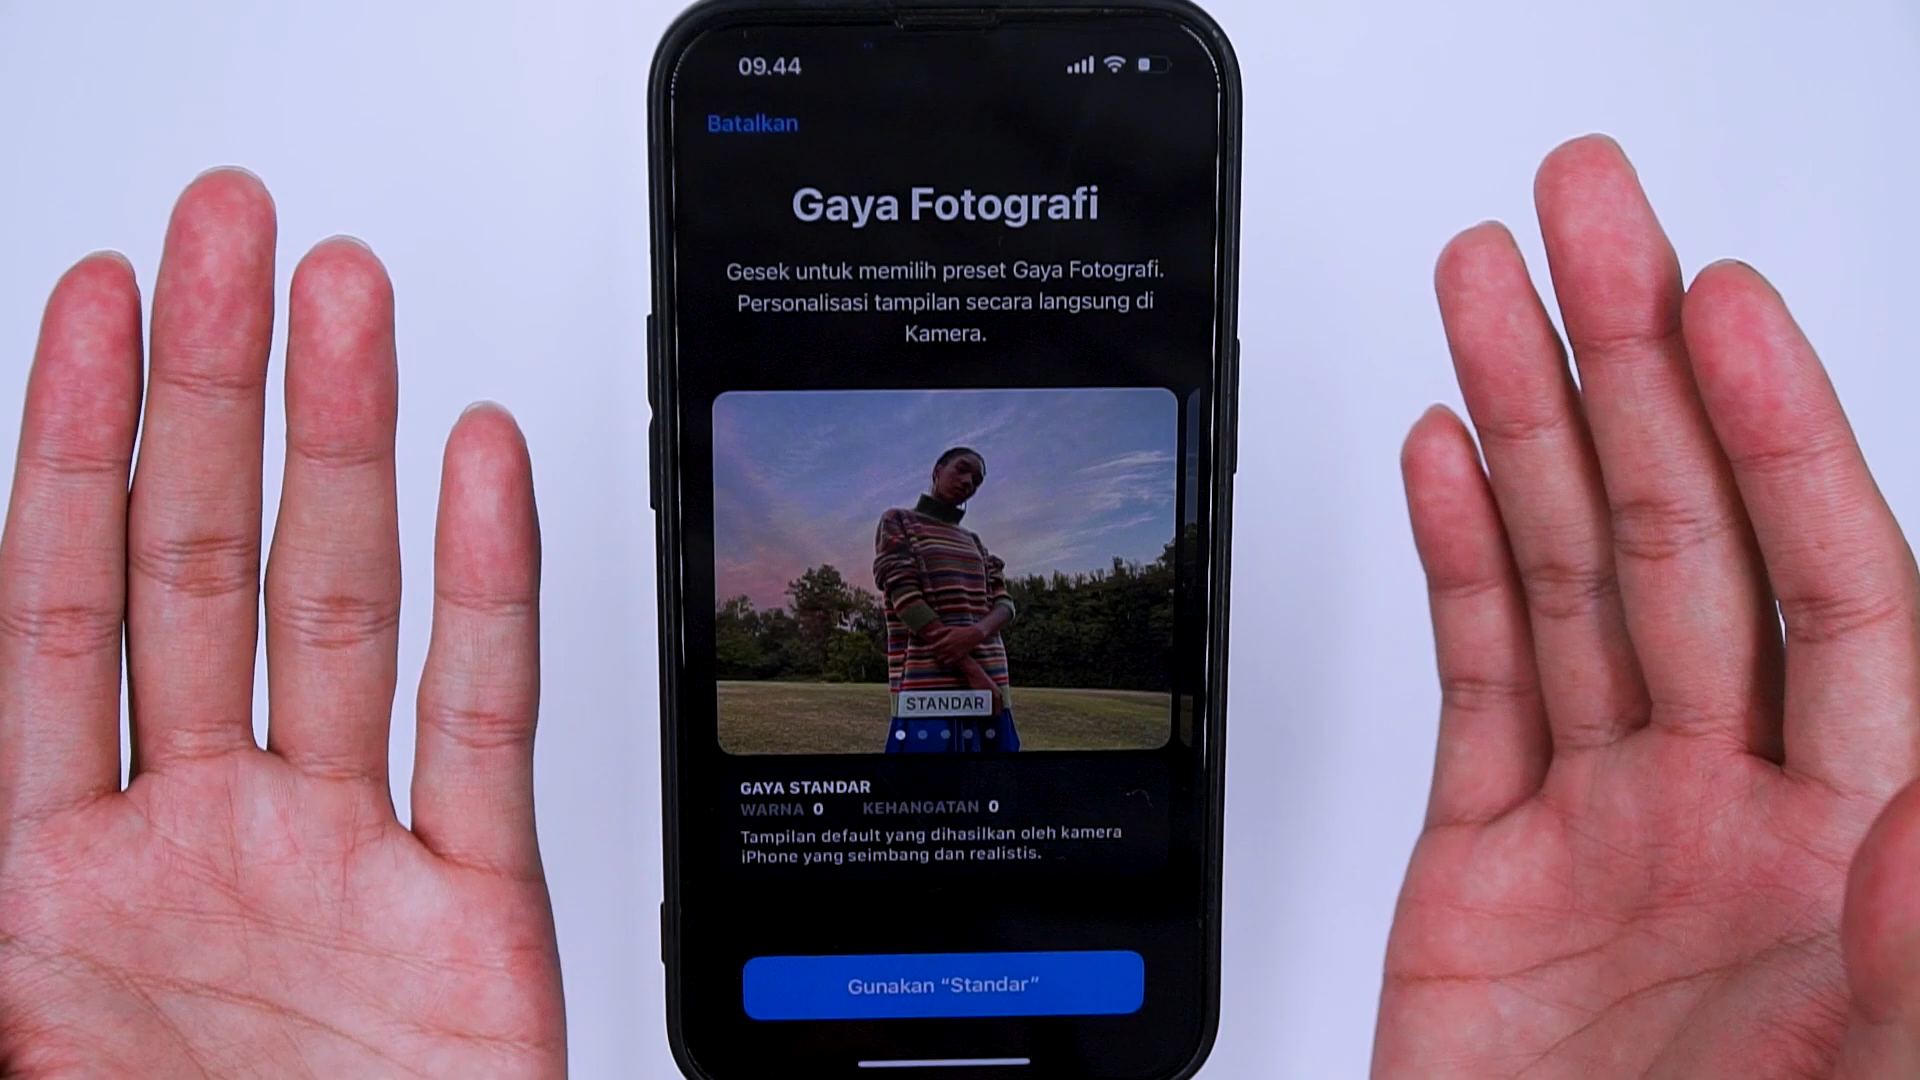 09.44
Batalkan
Gaya Fotografi
Gesek untuk memilih preset Gaya Fotografi.
Personalisasi tampilan secara langsung di
Kamera.
STANDAR
GAYA STANDAR
WARNA 0 KEHANGATAN 0
Tampilan default yang dihasilkan oleh kamera
iPhone yang seimbang dan realistis.
Gunakan “Standar”